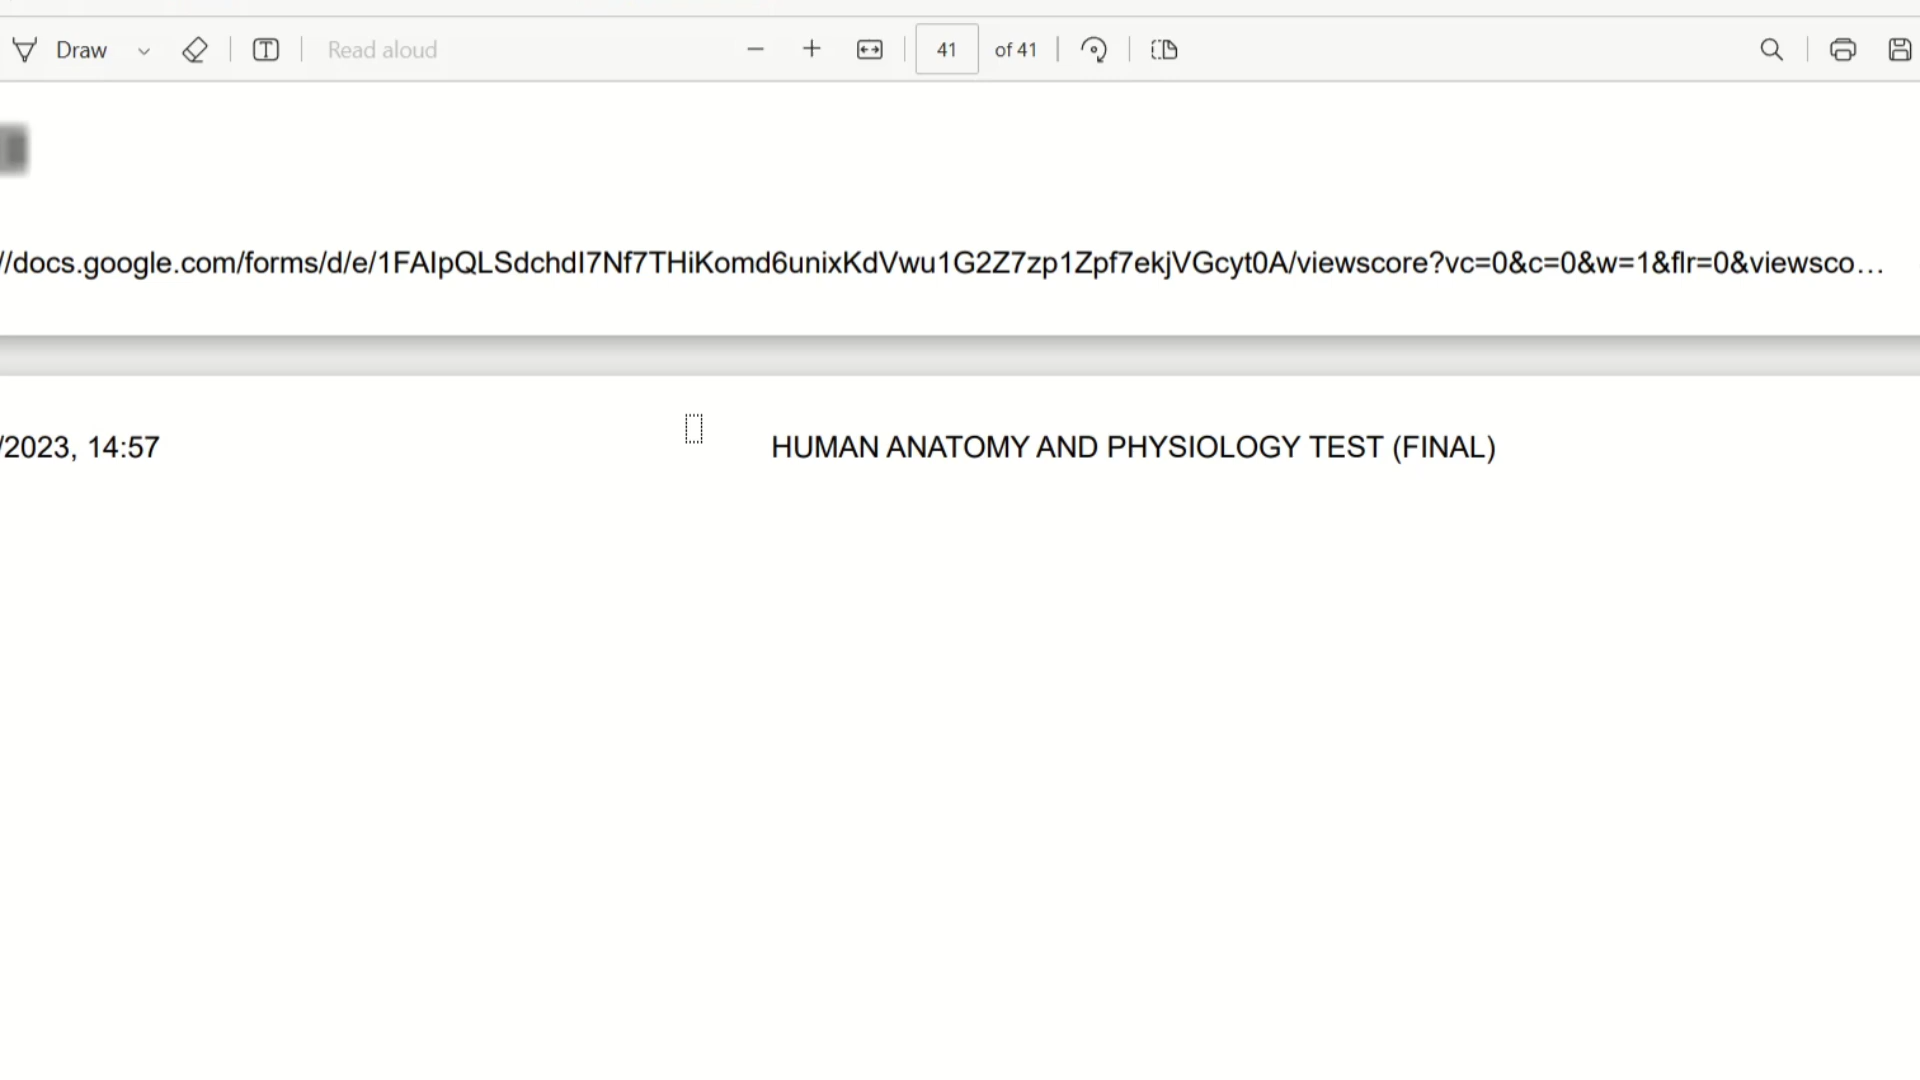 Draw Read aloud 41 of 41
//docs.google.com/forms/d/e/1FAIpQLSdchdI7Nf7THiKomd6unixKdVwu1G2Z7zp1Zpf7ekjVGcyt0A/viewscore?vc=0&c=0&w=1&flr=0&viewsco…
/2023, 14:57 HUMAN ANATOMY AND PHYSIOLOGY TEST (FINAL)